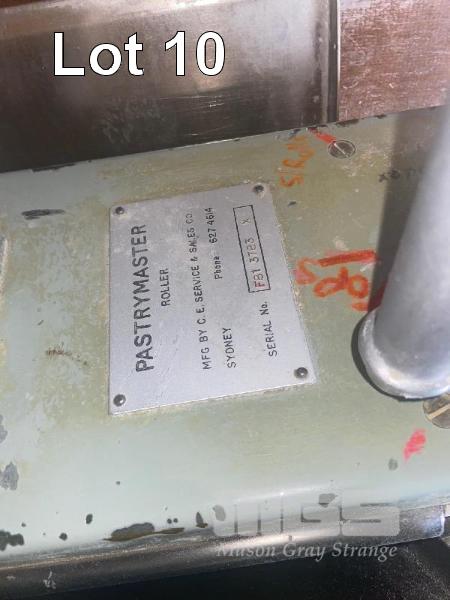 Lot 10
PASTRYMASTER
ROLLER
MFG BY C.E. SERVICE & SALES CO.
SYDNEY Phone 627 4614
SERIAL No. FB1 3783 X
MGS
Mason Gray Strange